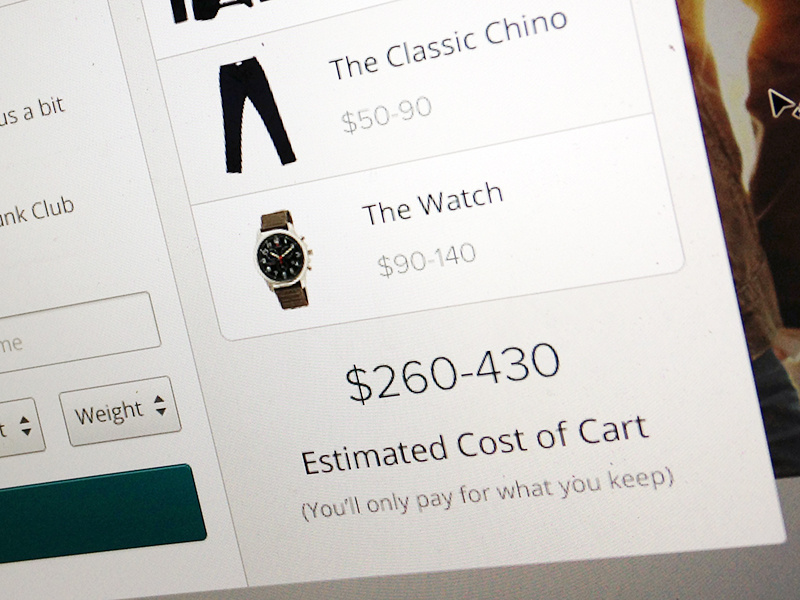 us a bit
ank Club
me
t
Weight
The Classic Chino
$50-90
The Watch
$90-140
$260-430
Estimated Cost of Cart
(You'll only pay for what you keep)